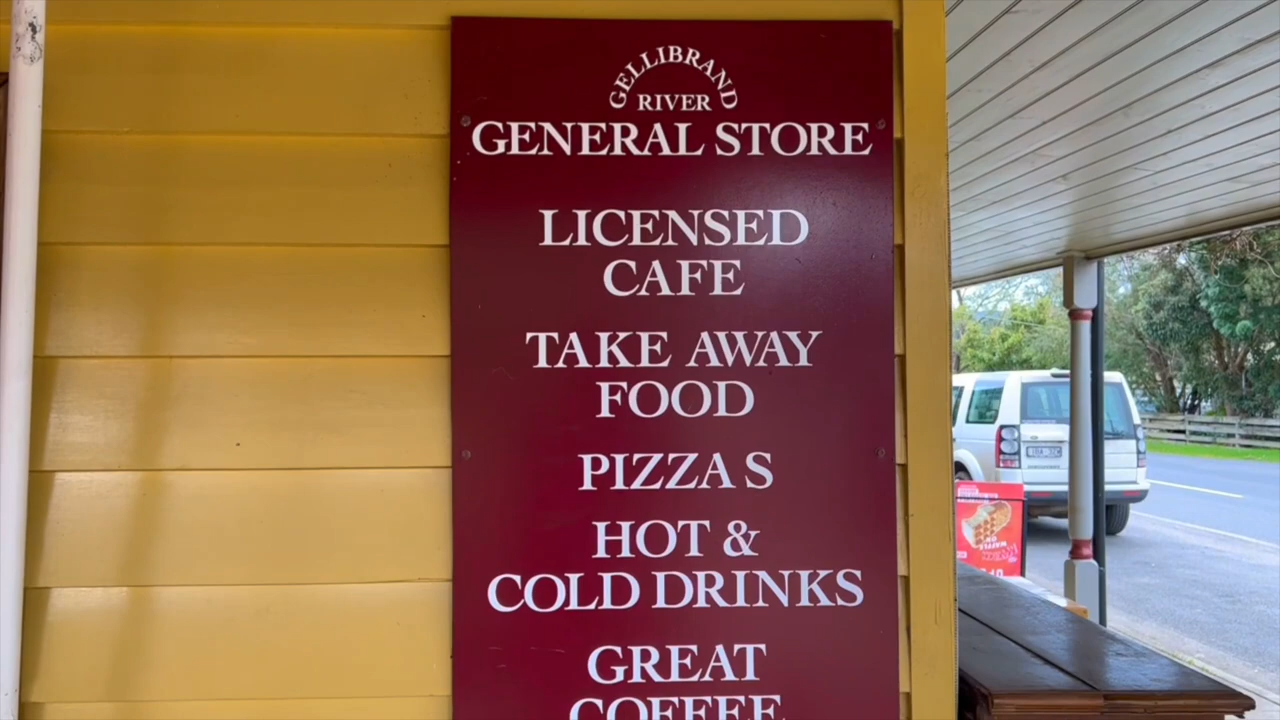 GELLIBRAND
RIVER
GENERAL STORE
LICENSED
CAFE
TAKE AWAY
FOOD
PIZZA S
HOT &
COLD DRINKS
GREAT
COFFEE